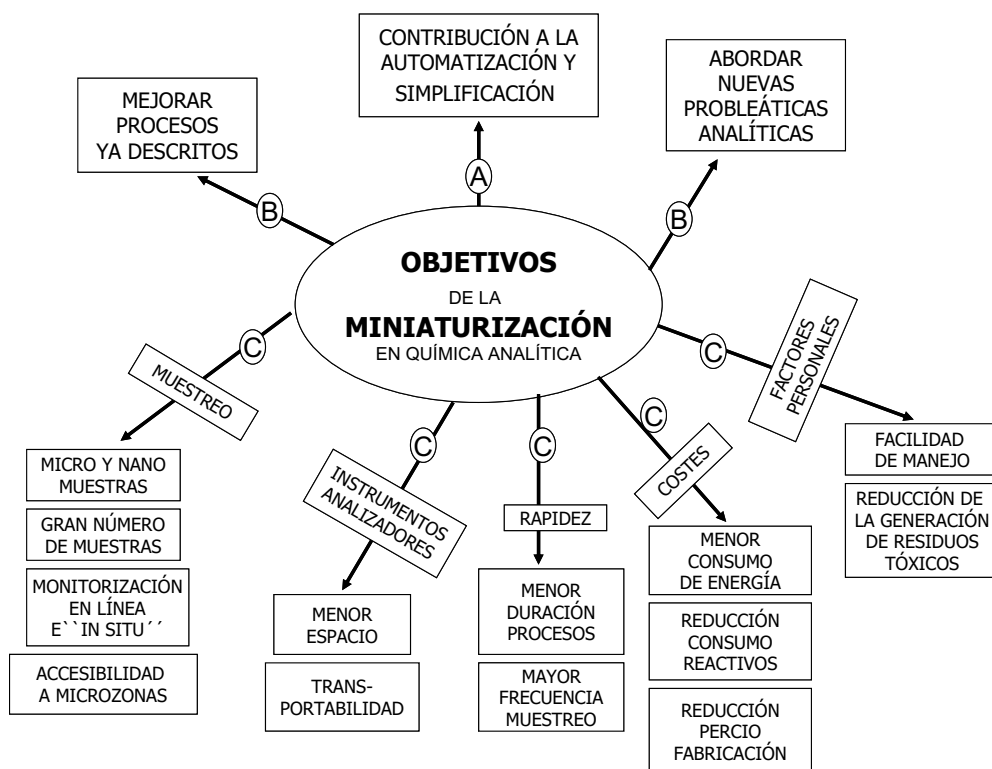 CONTRIBUCIÓN A LA
AUTOMATIZACIÓN Y
SIMPLIFICACIÓN
MEJORAR
PROCESOS
YA DESCRITOS
ABORDAR
NUEVAS
PROBLEÁTICAS
ANALÍTICAS
A
B
B
OBJETIVOS
DE LA
MINIATURIZACIÓN
EN QUÍMICA ANALÍTICA
C
MUESTREO
MICRO Y NANO
MUESTRAS
GRAN NÚMERO
DE MUESTRAS
MONITORIZACIÓN
EN LÍNEA
E``IN SITU´´
ACCESIBILIDAD
A MICROZONAS
C
INSTRUMENTOS
ANALIZADORES
MENOR
ESPACIO
TRANS-
PORTABILIDAD
C
RAPIDEZ
MENOR
DURACIÓN
PROCESOS
MAYOR
FRECUENCIA
MUESTREO
C
COSTES
MENOR
CONSUMO
DE ENERGÍA
REDUCCIÓN
CONSUMO
REACTIVOS
REDUCCIÓN
PERCIO
FABRICACIÓN
C
FACTORES
PERSONALES
FACILIDAD
DE MANEJO
REDUCCIÓN DE
LA GENERACIÓN
DE RESIDUOS
TÓXICOS